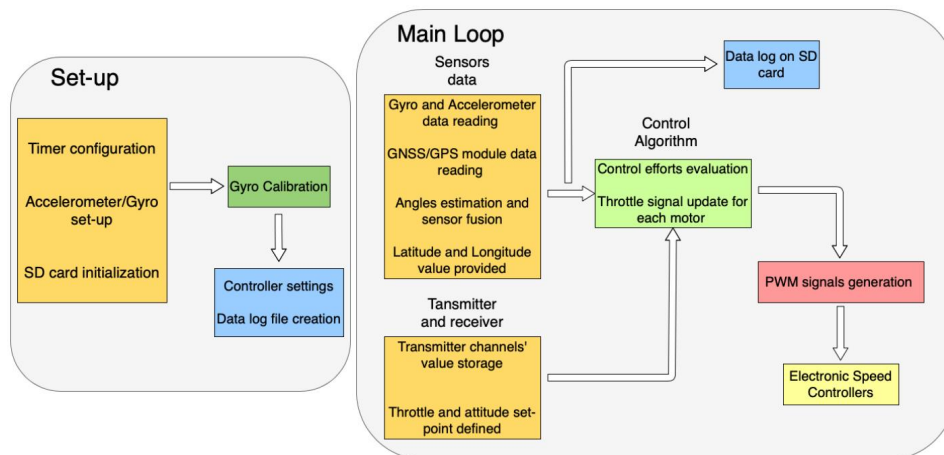 Set-up
Timer configuration
Accelerometer/Gyro
set-up
SD card initialization
Gyro Calibration
Controller settings
Data log file creation
Main Loop
Sensors
data
Gyro and Accelerometer
data reading
GNSS/GPS module data
reading
Angles estimation and
sensor fusion
Latitude and Longitude
value provided
Tansmitter
and receiver
Transmitter channels'
value storage
Throttle and attitude set-
point defined
Data log on SD
card
Control
Algorithm
Control efforts evaluation
Throttle signal update for
each motor
PWM signals generation
Electronic Speed
Controllers